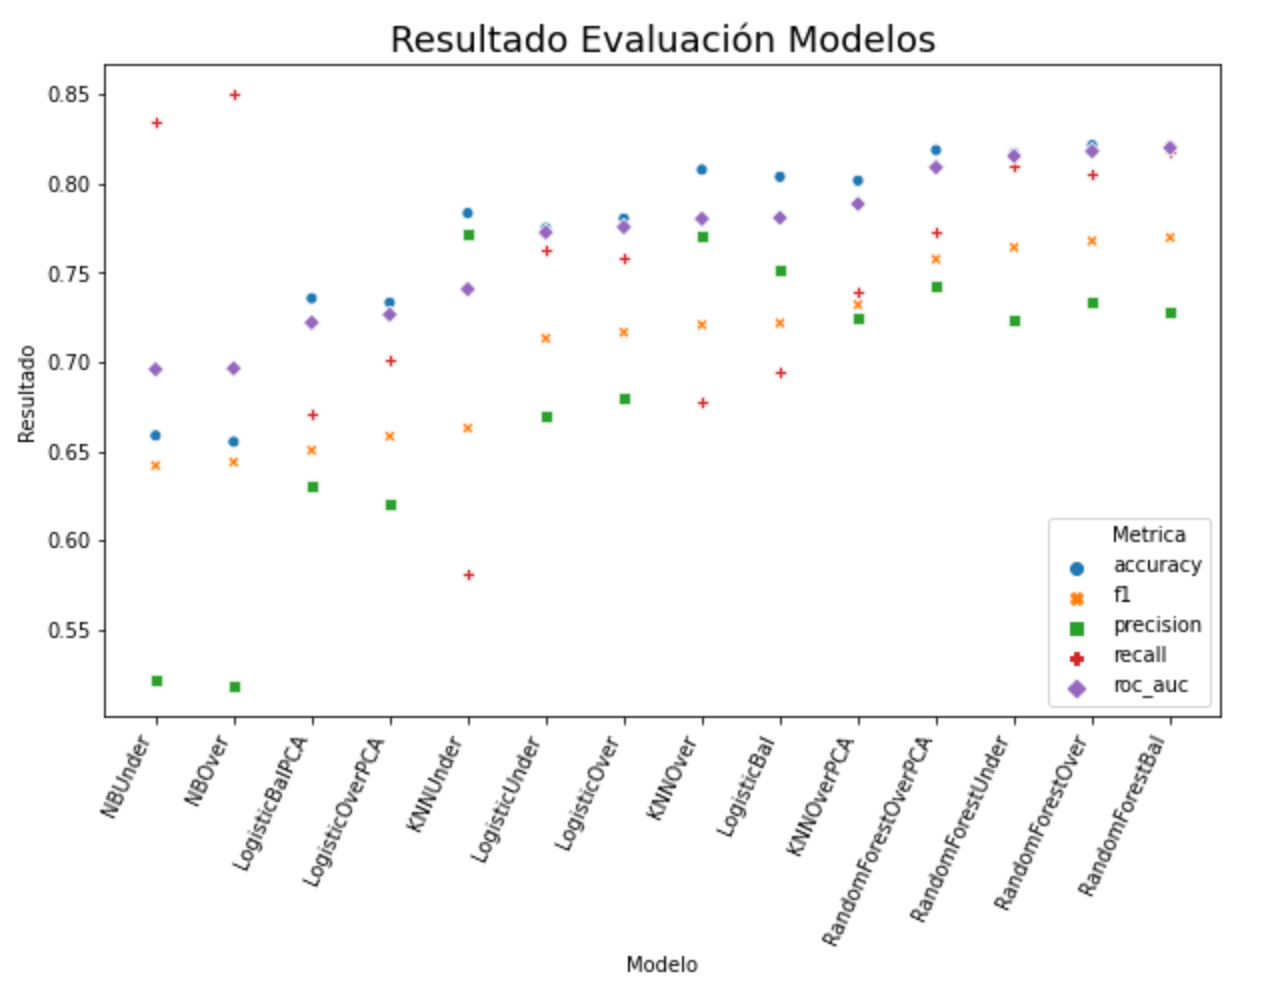 Resultado Evaluación Modelos
Resultado
0.85
0.80
0.75
0.70
0.65
0.60
0.55
Metrica
accuracy
f1
precision
recall
roc_auc
NBUnder
NBOver
LogisticBalPCA
LogisticOverPCA
KNNUnder
LogisticUnder
LogisticOver
KNNOver
LogisticBal
KNNOverPCA
RandomForestOverPCA
RandomForestUnder
RandomForestOver
RandomForestBal
Modelo